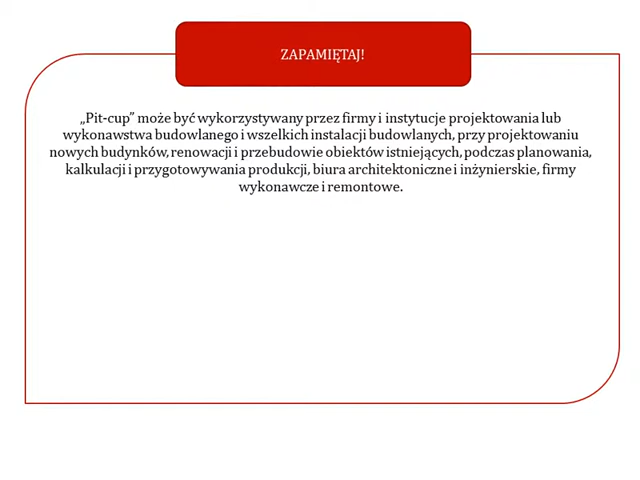 ZAPAMIĘTAJ!
„Pit-cup” może być wykorzystywany przez firmy i instytucje projektowania lub
wykonawstwa budowlanego i wszelkich instalacji budowlanych, przy projektowaniu
nowych budynków, renowacji i przebudowie obiektów istniejących, podczas planowania,
kalkulacji i przygotowywania produkcji, biura architektoniczne i inżynierskie, firmy
wykonawcze i remontowe.